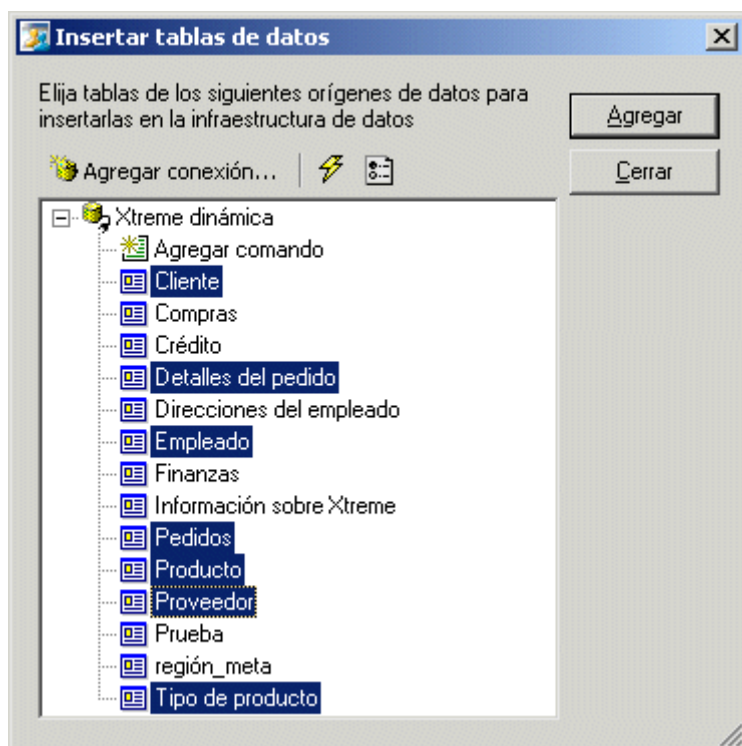 Insertar tablas de datos
Elija tablas de los siguientes orígenes de datos para
insertarlas en la infraestructura de datos
Agregar
Cerrar
Agregar conexión...
Xtreme dinámica
Agregar comando
Cliente
Compras
Crédito
Detalles del pedido
Direcciones del empleado
Empleado
Finanzas
Información sobre Xtreme
Pedidos
Producto
Proveedor
Prueba
región_meta
Tipo de producto